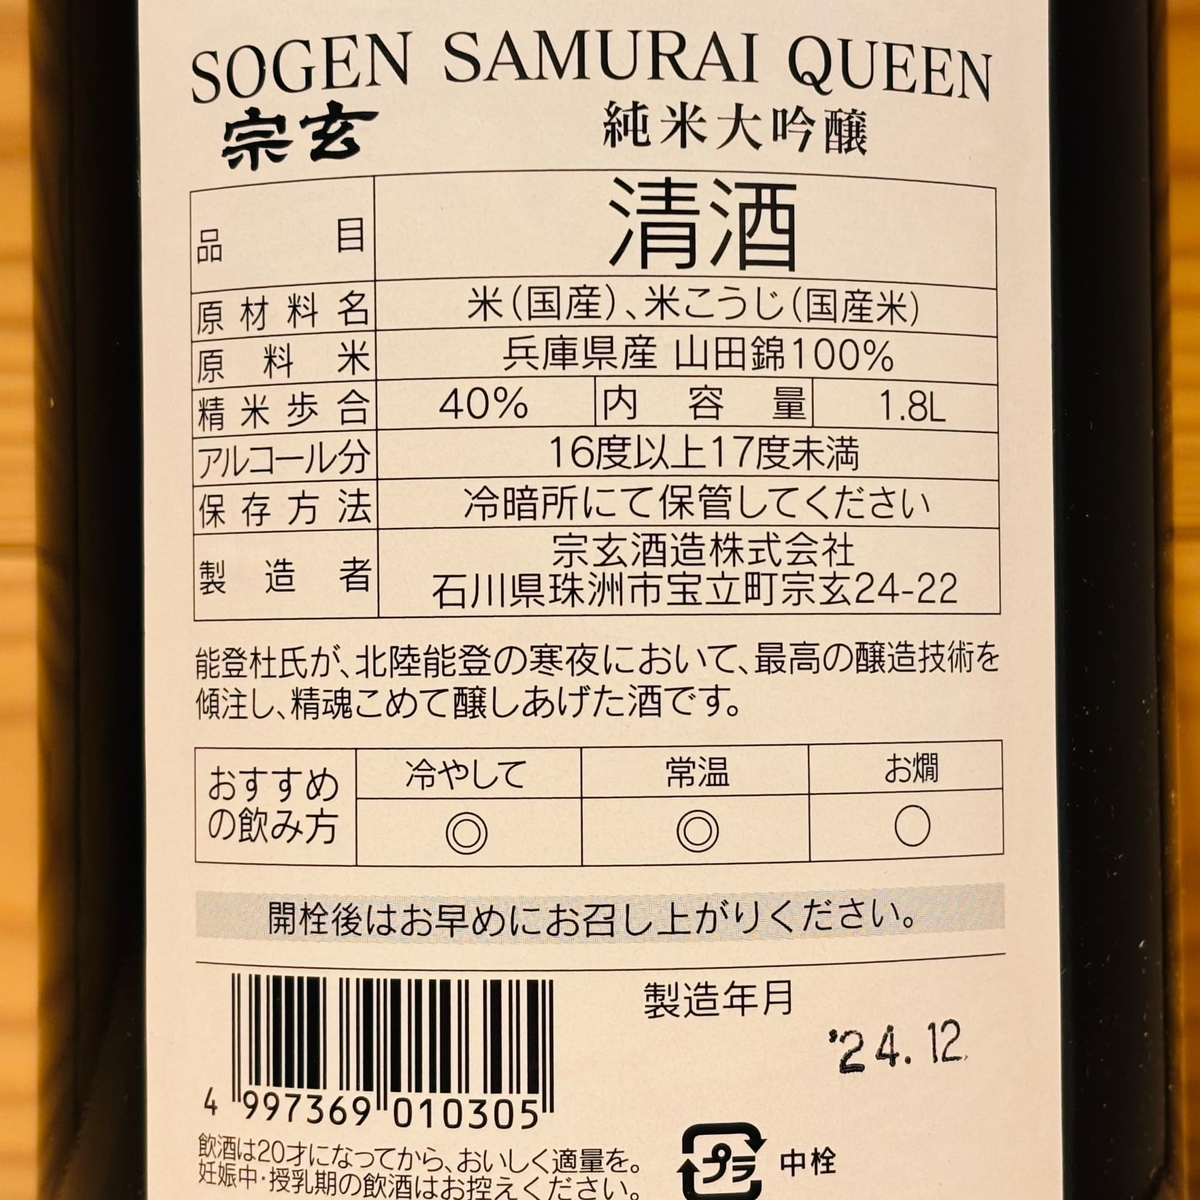 SOGEN SAMURAI QUEEN
宗玄 純米大吟醸
品目 清酒
原材料名 米(国産)、米こうじ(国産米)
原料米 兵庫県産 山田錦100%
精米歩合 40% 内容量 1.8L
アルコール分 16度以上17度未満
保存方法 冷暗所にて保管してください
製造者 宗玄酒造株式会社
石川県珠洲市宝立町宗玄24-22
能登杜氏が、北陸能登の寒夜において、最高の醸造技術を
傾注し、精魂こめて醸しあげた酒です。
おすすめの飲み方 冷やして 常温 お燗
◎ ◎ ○
開栓後はお早めにお召し上がりください。
製造年月
'24.12
4 997369 010305
飲酒は20才になってから、おいしく適量を。
妊娠中・授乳期の飲酒はお控えください。
プラ 中栓